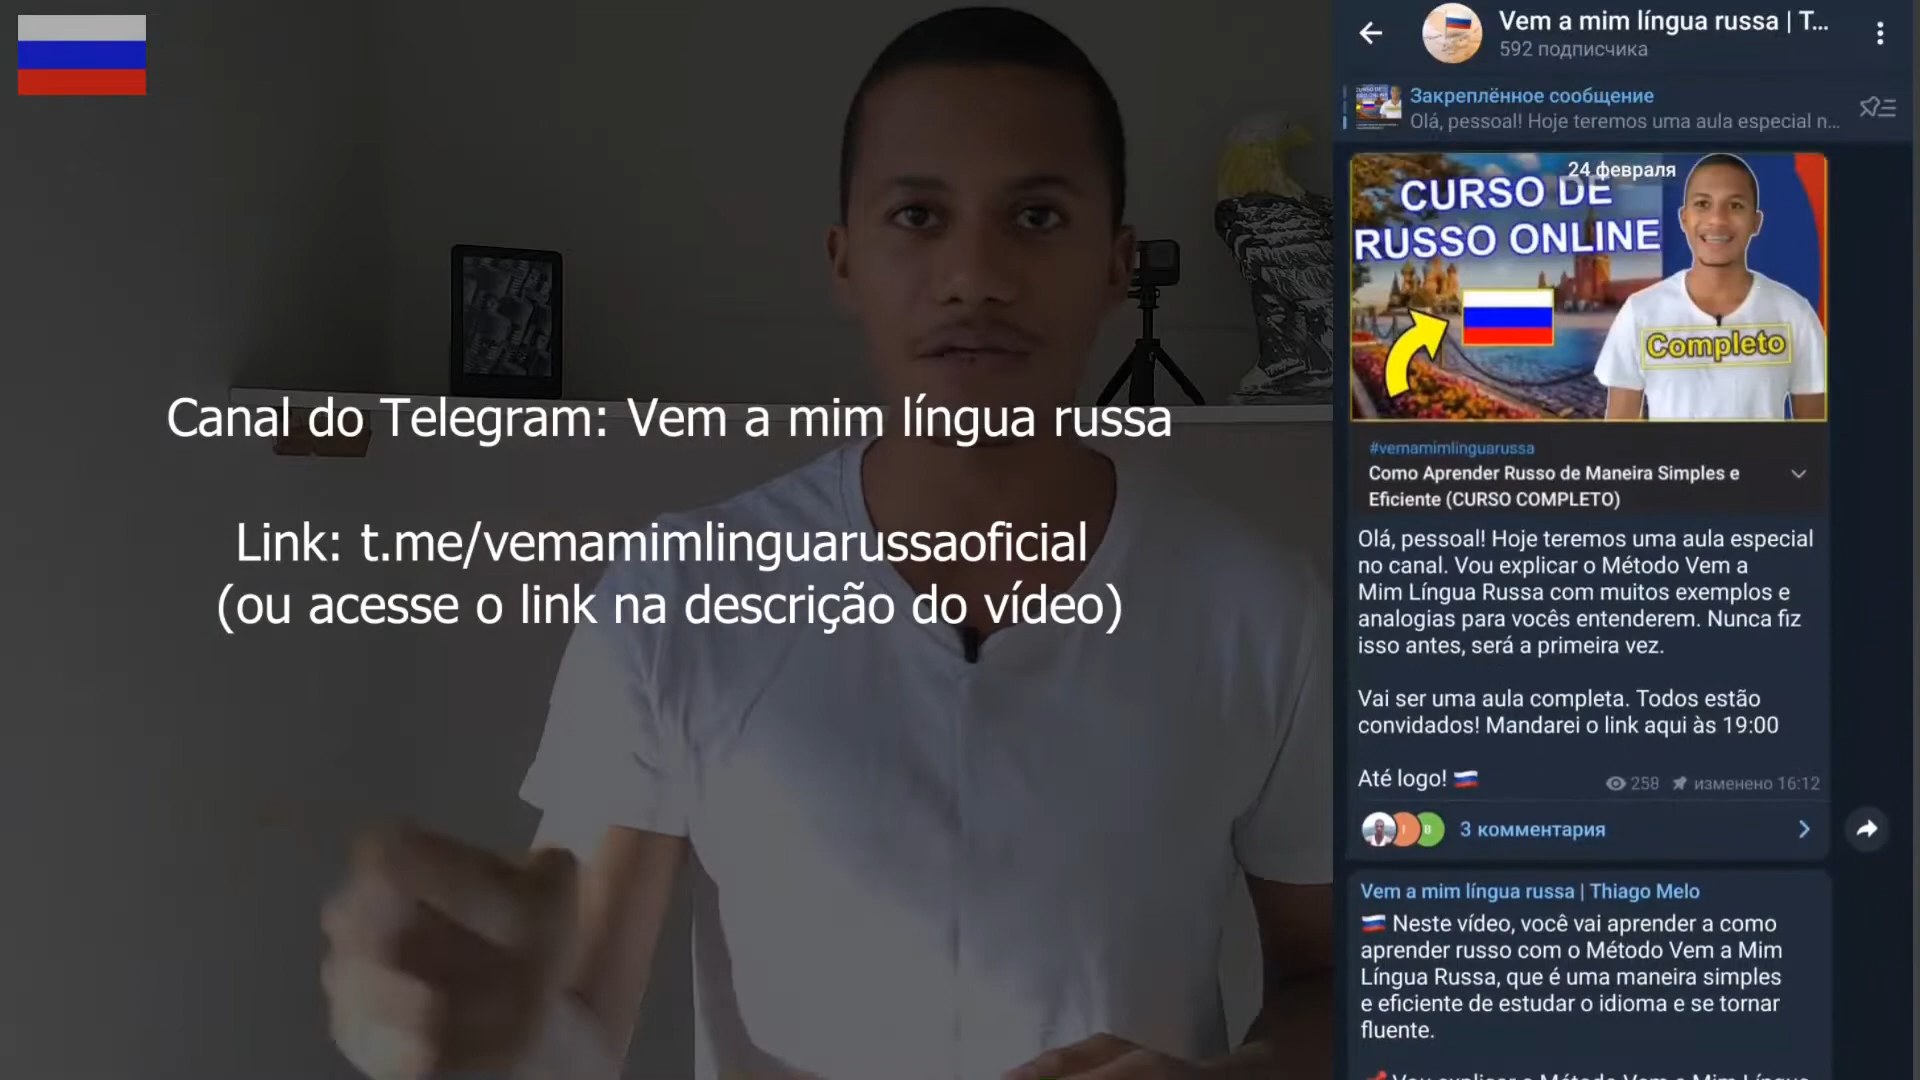 Canal do Telegram: Vem a mim língua russa
Link: t.me/vemamimlinguarussaoficial
(ou acesse o link na descrição do vídeo)
Vem a mim língua russa | T...
592 подписчика
Закреплённое сообщение
Olá, pessoal! Hoje teremos uma aula especial n...
24 февраля
CURSO DE
RUSSO ONLINE
Completo
#vemamimlinguarussa
Como Aprender Russo de Maneira Simples e
Eficiente (CURSO COMPLETO)
Olá, pessoal! Hoje teremos uma aula especial
no canal. Vou explicar o Método Vem a
Mim Língua Russa com muitos exemplos e
analogias para vocês entenderem. Nunca fiz
isso antes, será a primeira vez.
Vai ser uma aula completa. Todos estão
convidados! Mandarei o link aqui às 19:00
Até logo! 🇷🇺
258 изменено 16:12
3 комментария
Vem a mim língua russa | Thiago Melo
🇷🇺 Neste vídeo, você vai aprender a como
aprender russo com o Método Vem a Mim
Língua Russa, que é uma maneira simples
e eficiente de estudar o idioma e se tornar
fluente.